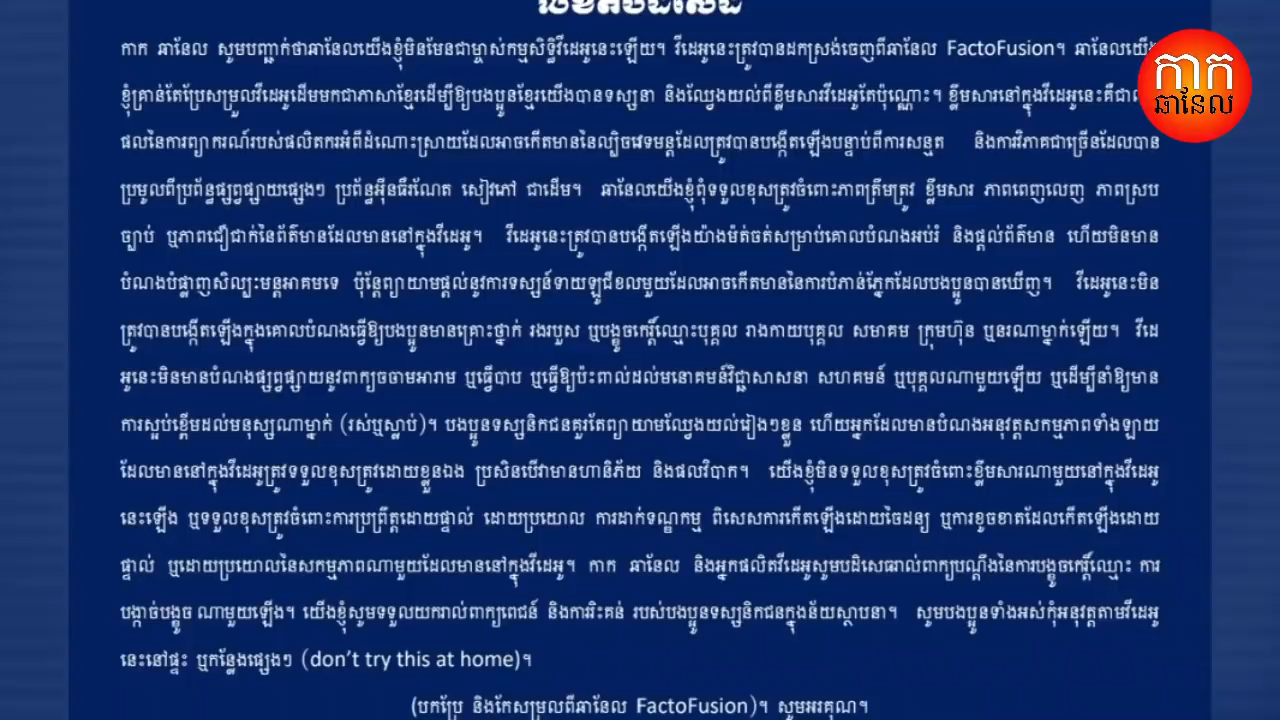 លិខិតបដិសេធ
កាក ឆានែល សូមបញ្ជាក់ថាឆានែលយើងខ្ញុំមិនមែនជាម្ចាស់កម្មសិទ្ធិវីដេអូនេះឡើយ។ វីដេអូនេះត្រូវបានដកស្រង់ចេញពីឆានែល FactoFusion។ ឆានែលយើង
ខ្ញុំគ្រាន់តែប្រែសម្រួលវីដេអូដើមមកជាភាសាខ្មែរដើម្បីឱ្យបងប្អូនខ្មែរយើងបានទស្សនា និងឈ្វេងយល់ពីខ្លឹមសារវីដេអូតែប៉ុណ្ណោះ។ ខ្លឹមសារនៅក្នុងវីដេអូនេះគឺជា
ផលនៃការព្យាករណ៍របស់ផលិតករអំពីដំណោះស្រាយដែលអាចកើតមាននៃល្បិចវេទមន្តដែលត្រូវបានបង្កើតឡើងបន្ទាប់ពីការសន្មត និងការវិភាគជាច្រើនដែលបាន
ប្រមូលពីប្រព័ន្ធផ្សព្វផ្សាយផ្សេងៗ ប្រព័ន្ធអ៊ីនធឺរណែត សៀវភៅ ជាដើម។ ឆានែលយើងខ្ញុំពុំទទួលខុសត្រូវចំពោះភាពត្រឹមត្រូវ ខ្លឹមសារ ភាពពេញលេញ ភាពស្រប
ច្បាប់ ឬភាពជឿជាក់នៃព័ត៌មានដែលមាននៅក្នុងវីដេអូ។ វីដេអូនេះត្រូវបានបង្កើតឡើងយ៉ាងម៉ត់ចត់សម្រាប់គោលបំណងអប់រំ និងផ្តល់ព័ត៌មាន ហើយមិនមាន
បំណងបំផ្លាញសិល្បៈមន្តអាគមទេ ប៉ុន្តែព្យាយាមផ្តល់នូវការទស្សន៍ទាយឡូជីខលមួយដែលអាចកើតមាននៃការបំភាន់ភ្នែកដែលបងប្អូនបានឃើញ។ វីដេអូនេះមិន
ត្រូវបានបង្កើតឡើងក្នុងគោលបំណងធ្វើឱ្យបងប្អូនមានគ្រោះថ្នាក់ រងរបួស ឬបង្ខូចកេរ្តិ៍ឈ្មោះបុគ្គល រាងកាយបុគ្គល សមាគម ក្រុមហ៊ុន ឬនរណាម្នាក់ឡើយ។ វីដេ
អូនេះមិនមានបំណងផ្សព្វផ្សាយនូវពាក្យចចាមអារាម ឬធ្វើបាប ឬធ្វើឱ្យប៉ះពាល់ដល់មនោគមន៍វិជ្ជាសាសនា សហគមន៍ ឬបុគ្គលណាមួយឡើយ ឬដើម្បីនាំឱ្យមាន
ការស្អប់ខ្ពើមដល់មនុស្សណាម្នាក់ (រស់ឬស្លាប់)។ បងប្អូនទស្សនិកជនគួរតែព្យាយាមឈ្វេងយល់រៀងៗខ្លួន ហើយអ្នកដែលមានបំណងអនុវត្តសកម្មភាពទាំងឡាយ
ដែលមាននៅក្នុងវីដេអូត្រូវទទួលខុសត្រូវដោយខ្លួនឯង ប្រសិនបើវាមានហានិភ័យ និងផលវិបាក។ យើងខ្ញុំមិនទទួលខុសត្រូវចំពោះខ្លឹមសារណាមួយនៅក្នុងវីដេអូ
នេះឡើង ឬទទួលខុសត្រូវចំពោះការប្រព្រឹត្តដោយផ្ទាល់ ដោយប្រយោល ការដាក់ទណ្ឌកម្ម ពិសេសការកើតឡើងដោយចៃដន្យ ឬការខូចខាតដែលកើតឡើងដោយ
ផ្ទាល់ ឬដោយប្រយោលនៃសកម្មភាពណាមួយដែលមាននៅក្នុងវីដេអូ។ កាក ឆានែល និងអ្នកផលិតវីដេអូសូមបដិសេធរាល់ពាក្យបណ្តឹងនៃការបង្ខូចកេរ្តិ៍ឈ្មោះ ការ
បង្កាច់បង្ខូច ណាមួយឡើង។ យើងខ្ញុំសូមទទួលយករាល់ពាក្យពេជន៍ និងការរិះគន់ របស់បងប្អូនទស្សនិកជនក្នុងន័យស្ថាបនា។ សូមបងប្អូនទាំងអស់កុំអនុវត្តតាមវីដេអូ
នេះនៅផ្ទះ ឬកន្លែងផ្សេងៗ (don't try this at home)។
(បកប្រែ និងកែសម្រួលពីឆានែល FactoFusion)។ សូមអរគុណ។
កាក
ឆានែល